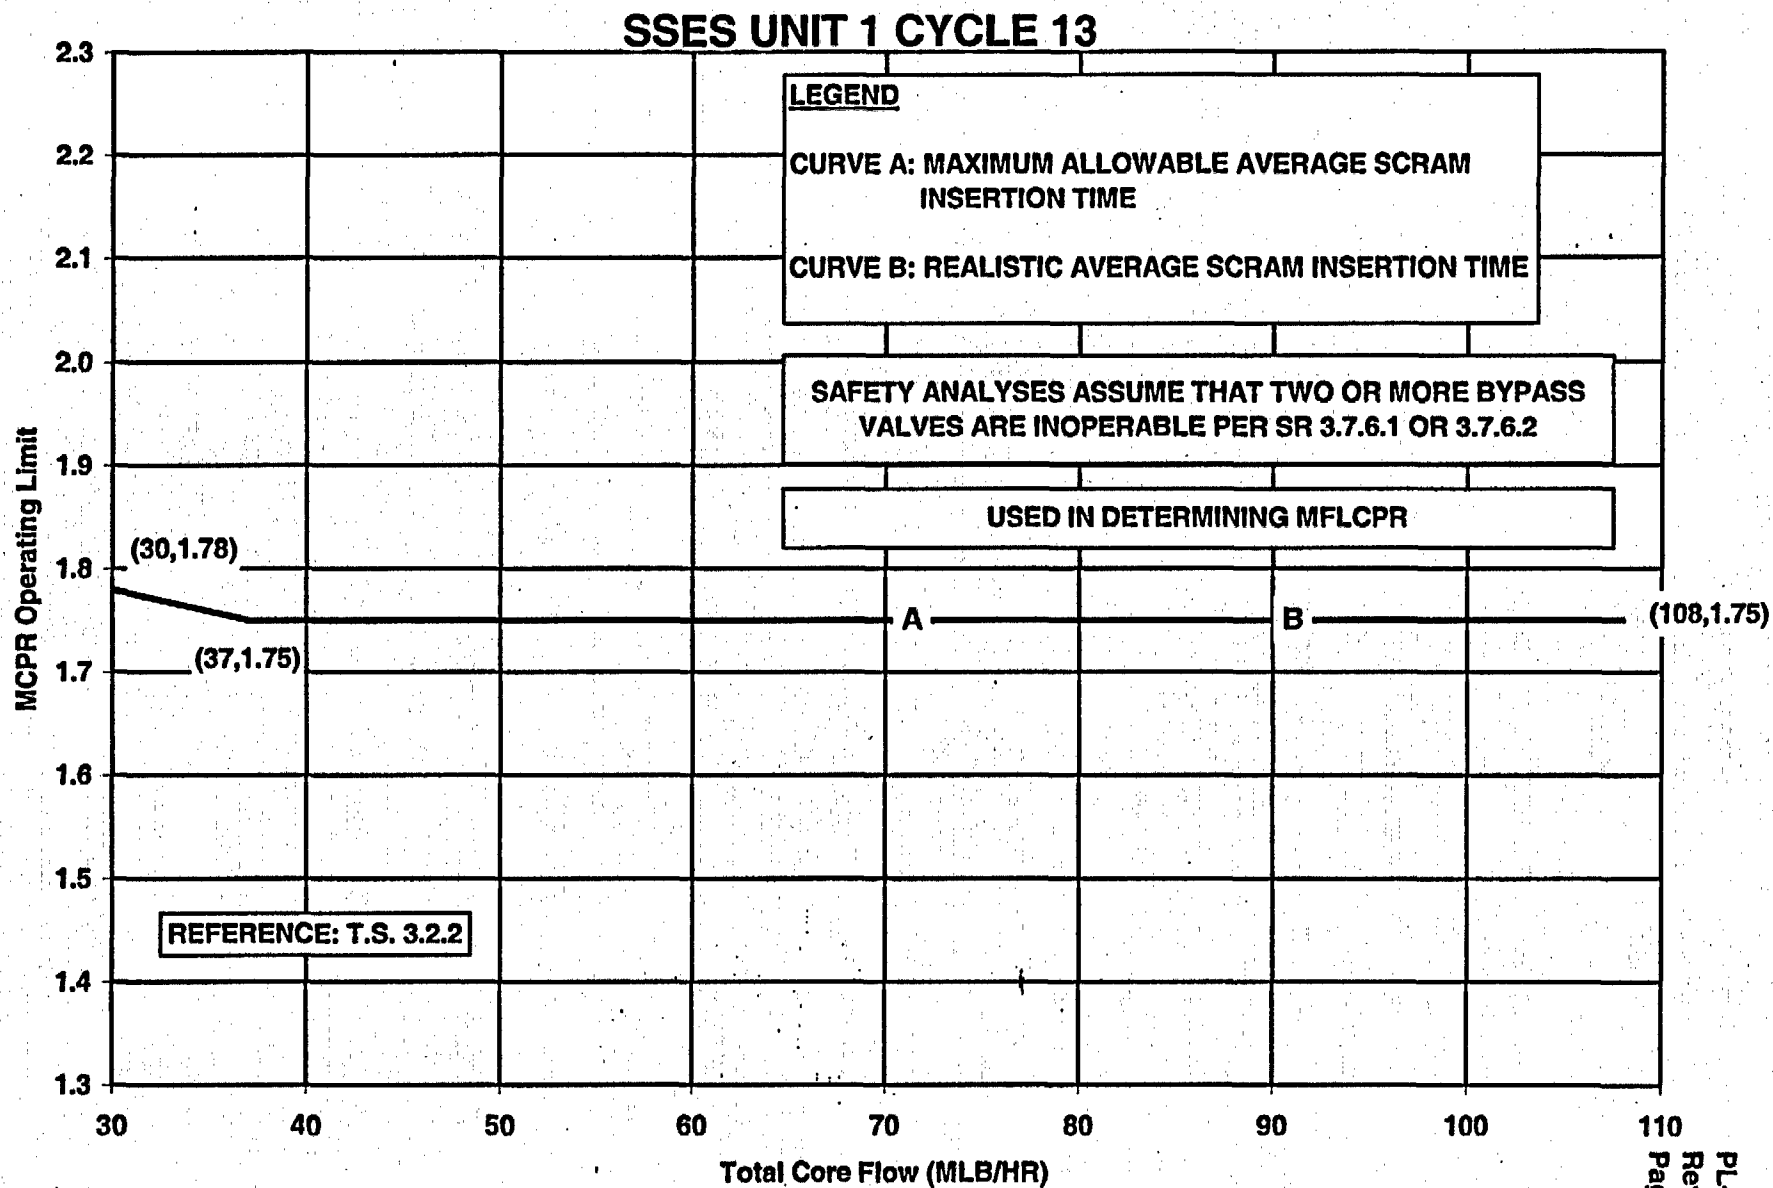 SSES UNIT 1 CYCLE 13
LEGEND
CURVE A: MAXIMUM ALLOWABLE AVERAGE SCRAM
INSERTION TIME
CURVE B: REALISTIC AVERAGE SCRAM INSERTION TIME
SAFETY ANALYSES ASSUME THAT TWO OR MORE BYPASS
VALVES ARE INOPERABLE PER SR 3.7.6.1 OR 3.7.6.2
USED IN DETERMINING MFLCPR
MCPR Operating Limit
2.3
2.2
2.1
2.0
1.9
1.8
1.7
1.6
1.5
1.4
1.3
(30,1.78)
(37,1.75)
A
B
(108,1.75)
REFERENCE: T.S. 3.2.2
30 40 50 60 70 80 90 100 110
Total Core Flow (MLB/HR)